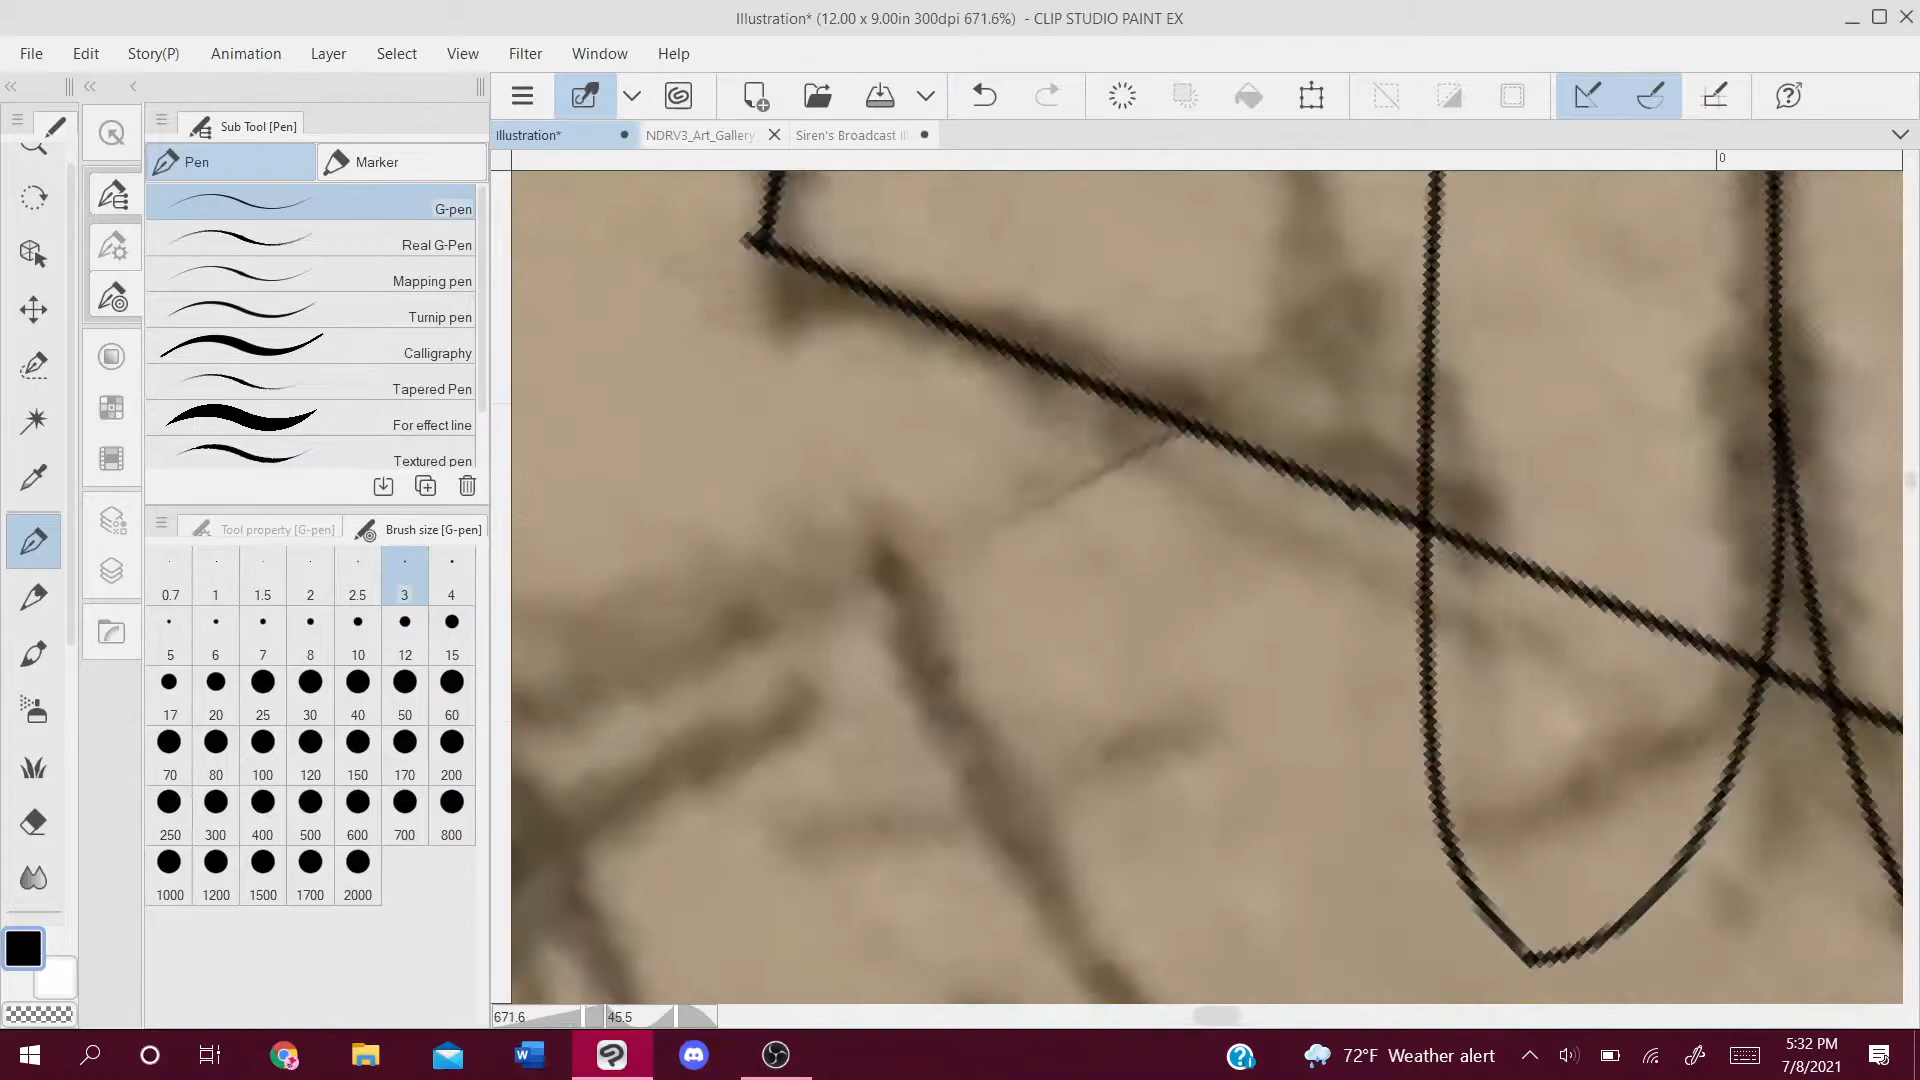 Illustration* (12.00 x 9.00in 300dpi 671.6%) - CLIP STUDIO PAINT EX
File Edit Story(P) Animation Layer Select View Filter Window Help
Sub Tool [Pen]
Illustration* NDRV3_Art_Gallery Siren's Broadcast
Pen Marker
0
G-pen
Real G-Pen
Mapping pen
Turnip pen
Calligraphy
Tapered Pen
For effect line
Textured pen
Tool property [G-pen] Brush size [G-pen]
0.7 1 1.5 2 2.5 3 4
5 6 7 8 10 12 15
17 20 25 30 40 50 60
70 80 100 120 150 170 200
250 300 400 500 600 700 800
1000 1200 1500 1700 2000
671.6 45.5
72°F Weather alert
5:32 PM
7/8/2021